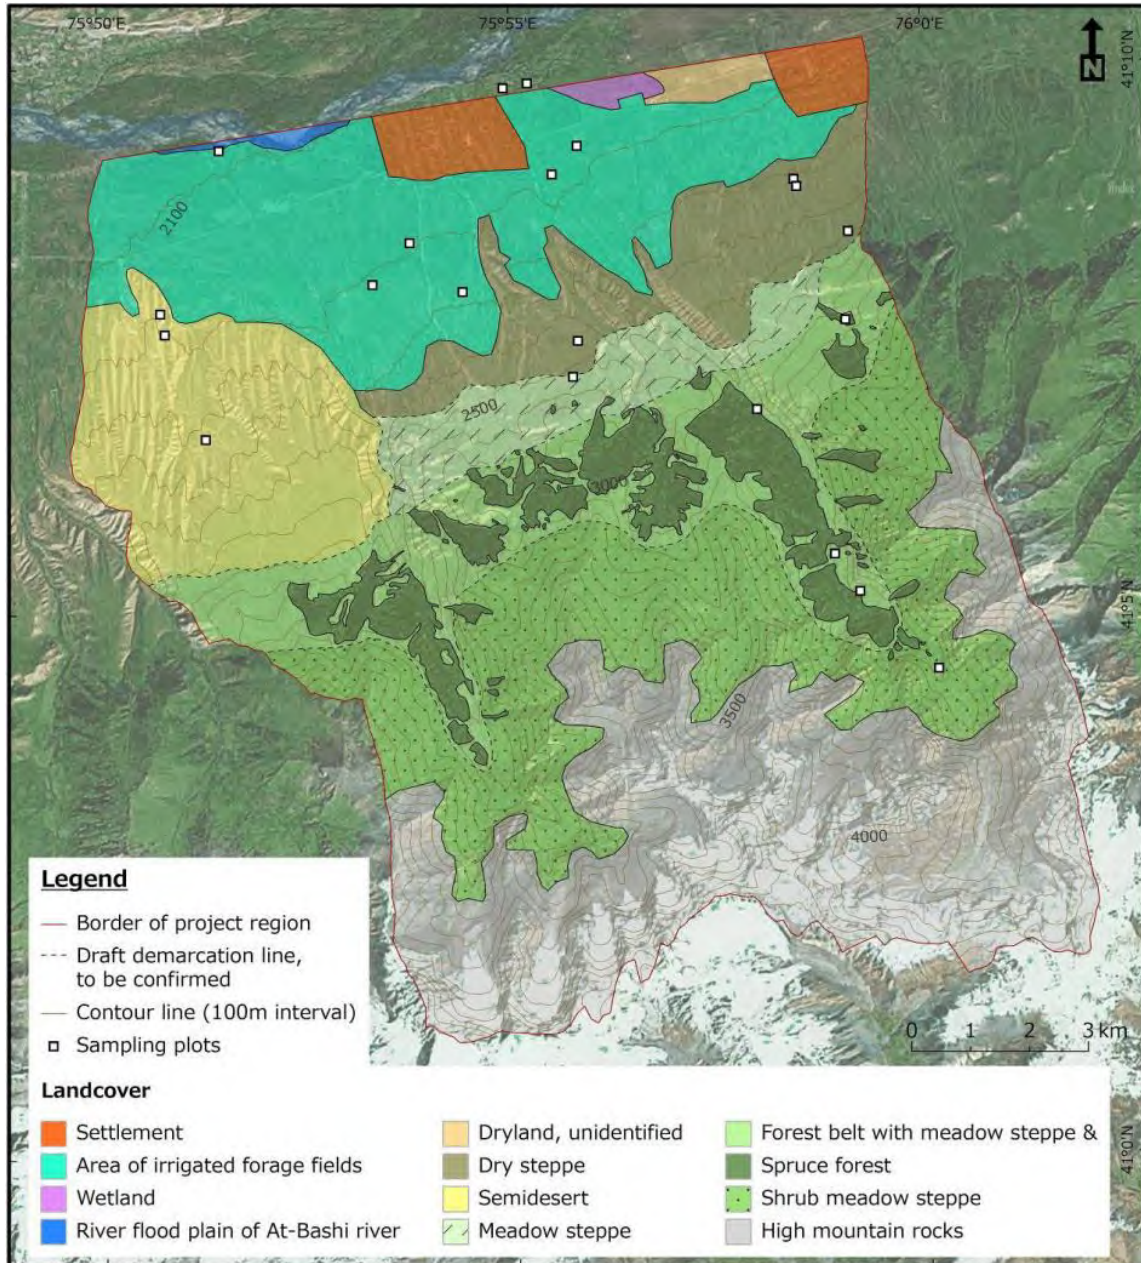 75°50'E
75°55'E
76°0'E
N
41°10'N
2100
2500
3000
41°5'N
3500
4000
Legend
Border of project region
Draft demarcation line,
to be confirmed
Contour line (100m interval)
Sampling plots
0 1 2 3 km
41°0'N
Landcover
Settlement
Area of irrigated forage fields
Wetland
River flood plain of At-Bashi river
Dryland, unidentified
Dry steppe
Semidesert
Meadow steppe
Forest belt with meadow steppe &
Spruce forest
Shrub meadow steppe
High mountain rocks